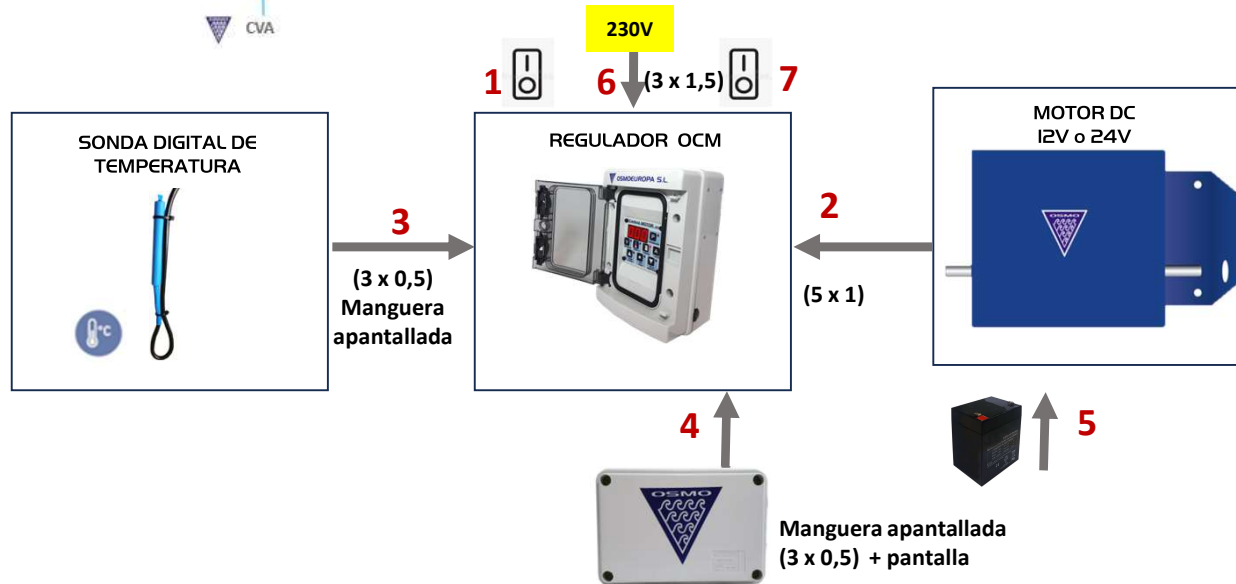 CVA
230V
1
6
(3 x 1,5)
7
SONDA DIGITAL DE
TEMPERATURA
REGULADOR OCM
MOTOR DC
12V o 24V
OSMOEUROPA S.L.
3
2
OSMO
(3 x 0,5)
Manguera
apantallada
(5 x 1)
°C
4
5
OSMO
Manguera apantallada
(3 x 0,5) + pantalla